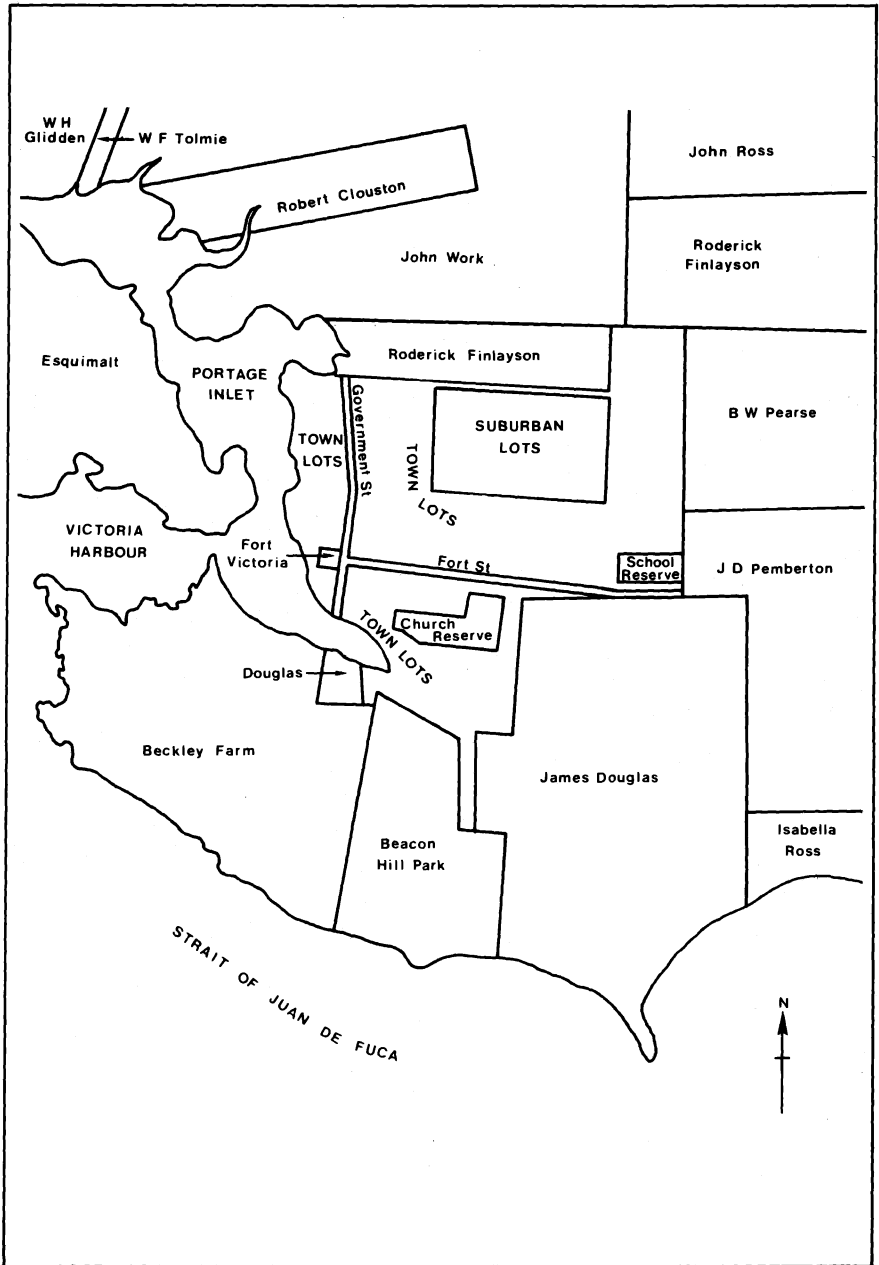 W H
Glidden
W F Tolmie
Robert Clouston
John Ross
John Work
Roderick
Finlayson
Esquimalt
PORTAGE
INLET
Roderick Finlayson
Government St
TOWN
LOTS
TOWN
LOTS
SUBURBAN
LOTS
B W Pearse
VICTORIA
HARBOUR
Fort
Victoria
Fort St
School
Reserve
J D Pemberton
TOWN LOTS
Church
Reserve
Douglas
Beckley Farm
James Douglas
Beacon
Hill Park
Isabella
Ross
STRAIT OF JUAN DE FUCA
N